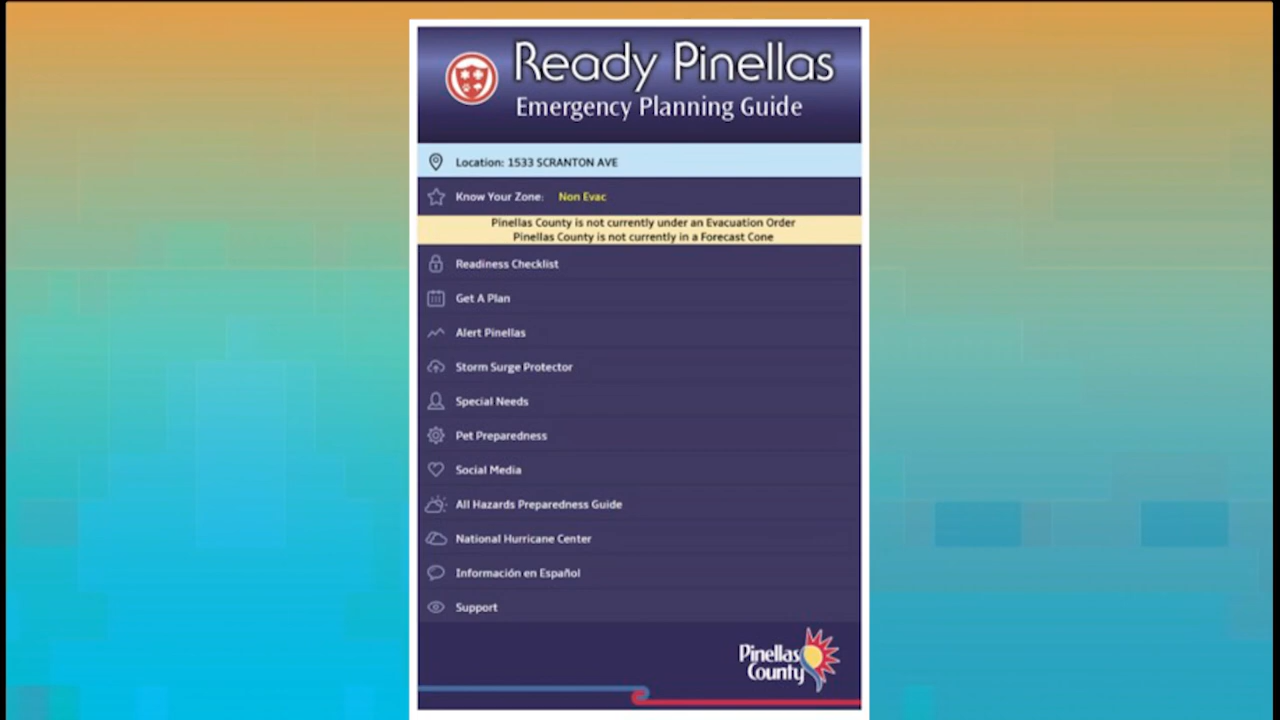 Ready Pinellas
Emergency Planning Guide
Location: 1533 SCRANTON AVE
Know Your Zone: Non Evac
Pinellas County is not currently under an Evacuation Order
Pinellas County is not currently in a Forecast Cone
Readiness Checklist
Get A Plan
Alert Pinellas
Storm Surge Protector
Special Needs
Pet Preparedness
Social Media
All Hazards Preparedness Guide
National Hurricane Center
Información en Español
Support
Pinellas
County